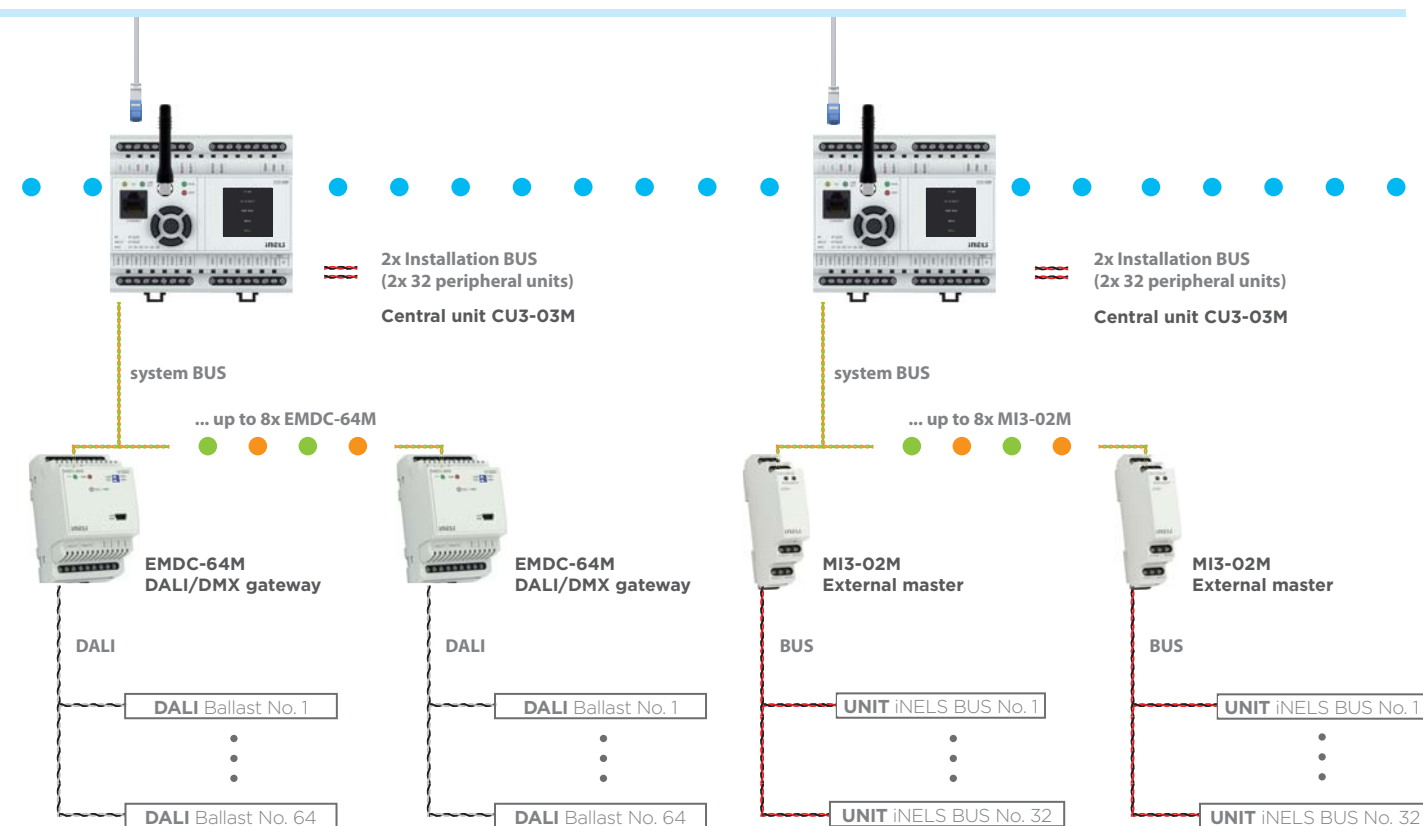 iNELS
iNELS
2x Installation BUS
(2x 32 peripheral units)
Central unit CU3-03M
2x Installation BUS
(2x 32 peripheral units)
Central unit CU3-03M
system BUS
system BUS
... up to 8x EMDC-64M
... up to 8x MI3-02M
EMDC-64M
DALI/DMX gateway
EMDC-64M
DALI/DMX gateway
MI3-02M
External master
MI3-02M
External master
DALI
DALI
BUS
BUS
DALI Ballast No. 1
DALI Ballast No. 1
UNIT iNELS BUS No. 1
UNIT iNELS BUS No. 1
DALI Ballast No. 64
DALI Ballast No. 64
UNIT iNELS BUS No. 32
UNIT iNELS BUS No. 32